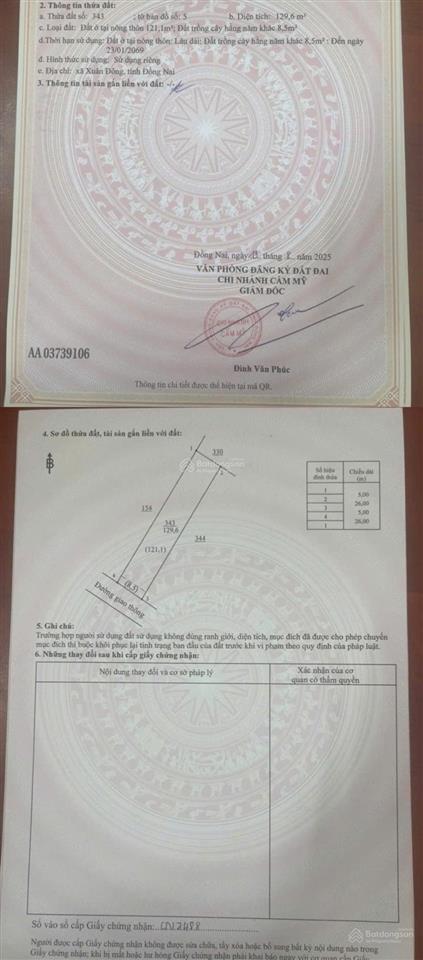 2. Thông tin thửa đất:
a. Thửa đất số: 343 ; tờ bản đồ số: 5 b. Diện tích: 129,6 m²
c. Loại đất: Đất ở tại nông thôn 121,1m²; Đất trồng cây hằng năm khác 8,5m²
d.Thời hạn sử dụng: Đất ở tại nông thôn: Lâu dài; Đất trồng cây hằng năm khác 8,5m² : Đến ngày
23/01/2069
đ. Hình thức sử dụng: Sử dụng riêng
e. Địa chỉ: xã Xuân Đông, tỉnh Đồng Nai
3. Thông tin tài sản gắn liền với đất:
Đồng Nai, ngày tháng năm 2025
VĂN PHÒNG ĐĂNG KÝ ĐẤT ĐAI
CHI NHÁNH CẨM MỸ
GIÁM ĐỐC
CHI NHÁNH
CẨM MỸ
AA 03739106
Đinh Văn Phúc
Thông tin chi tiết được thể hiện tại mã QR.
4. Sơ đồ thửa đất, tài sản gắn liền với đất:
B
1
330
2
154
343
129,6
(121,1)
344
4
(8,5)
3
Đường giao thông
Batdongsan
Số hiệu đỉnh thửa Chiều dài (m)
1
5,00
2
26,00
3
5,00
4
26,00
1
5. Ghi chú:
Trường hợp người sử dụng đất sử dụng không đúng ranh giới, diện tích, mục đích đã được cho phép chuyển
mục đích thì buộc khôi phục lại tình trạng ban đầu của đất trước khi vi phạm theo quy định của pháp luật.
6. Những thay đổi sau khi cấp giấy chứng nhận:
Nội dung thay đổi và cơ sở pháp lý Xác nhận của cơ
quan có thẩm quyền
Số vào sổ cấp Giấy chứng nhận: CN2488
Batdongsan
Người được cấp Giấy chứng nhận không được sửa chữa, tẩy xóa hoặc bổ sung bất kỳ nội dung nào trong
Giấy chứng nhận; khi bị mất hoặc hư hỏng Giấy chứng nhận phải khai báo ngay với cơ quan cấp Giấy